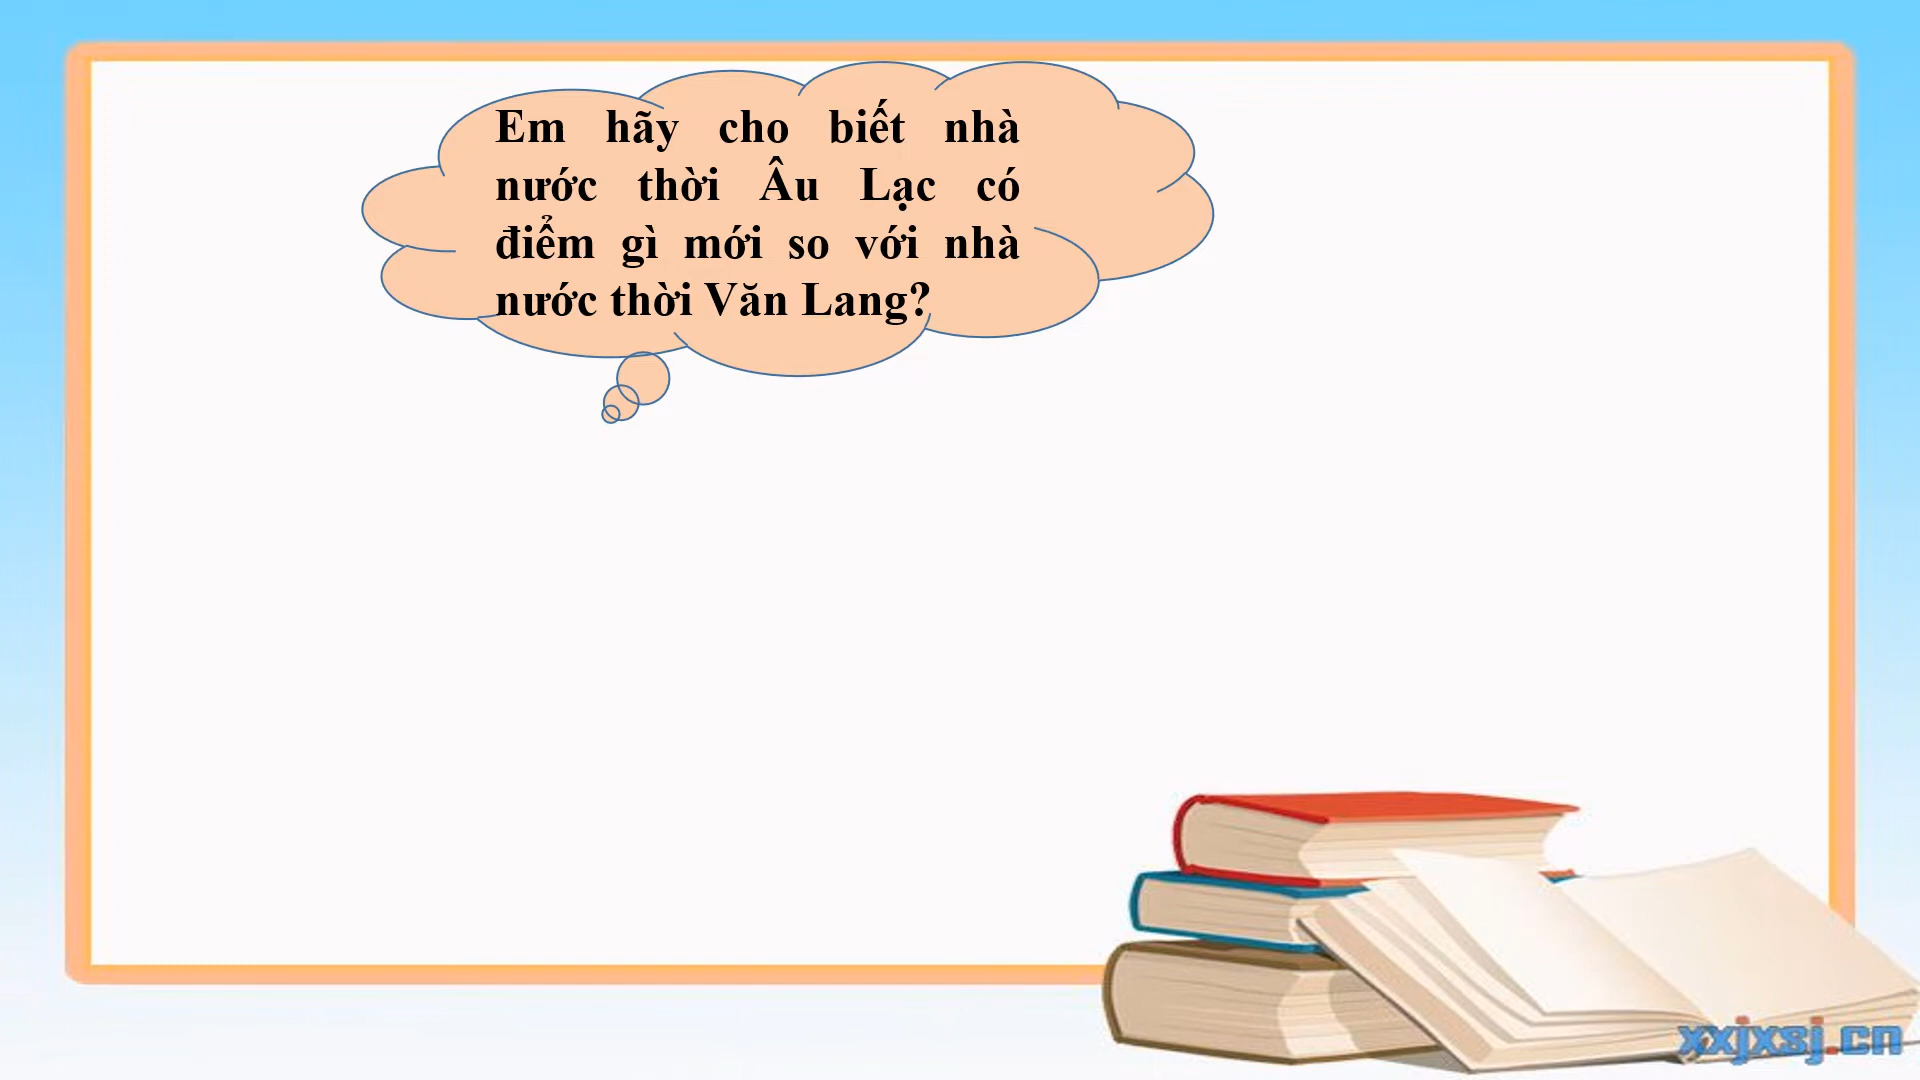 Em hãy cho biết nhà
nước thời Âu Lạc có
điểm gì mới so với nhà
nước thời Văn Lang?
xxjxsj.cn